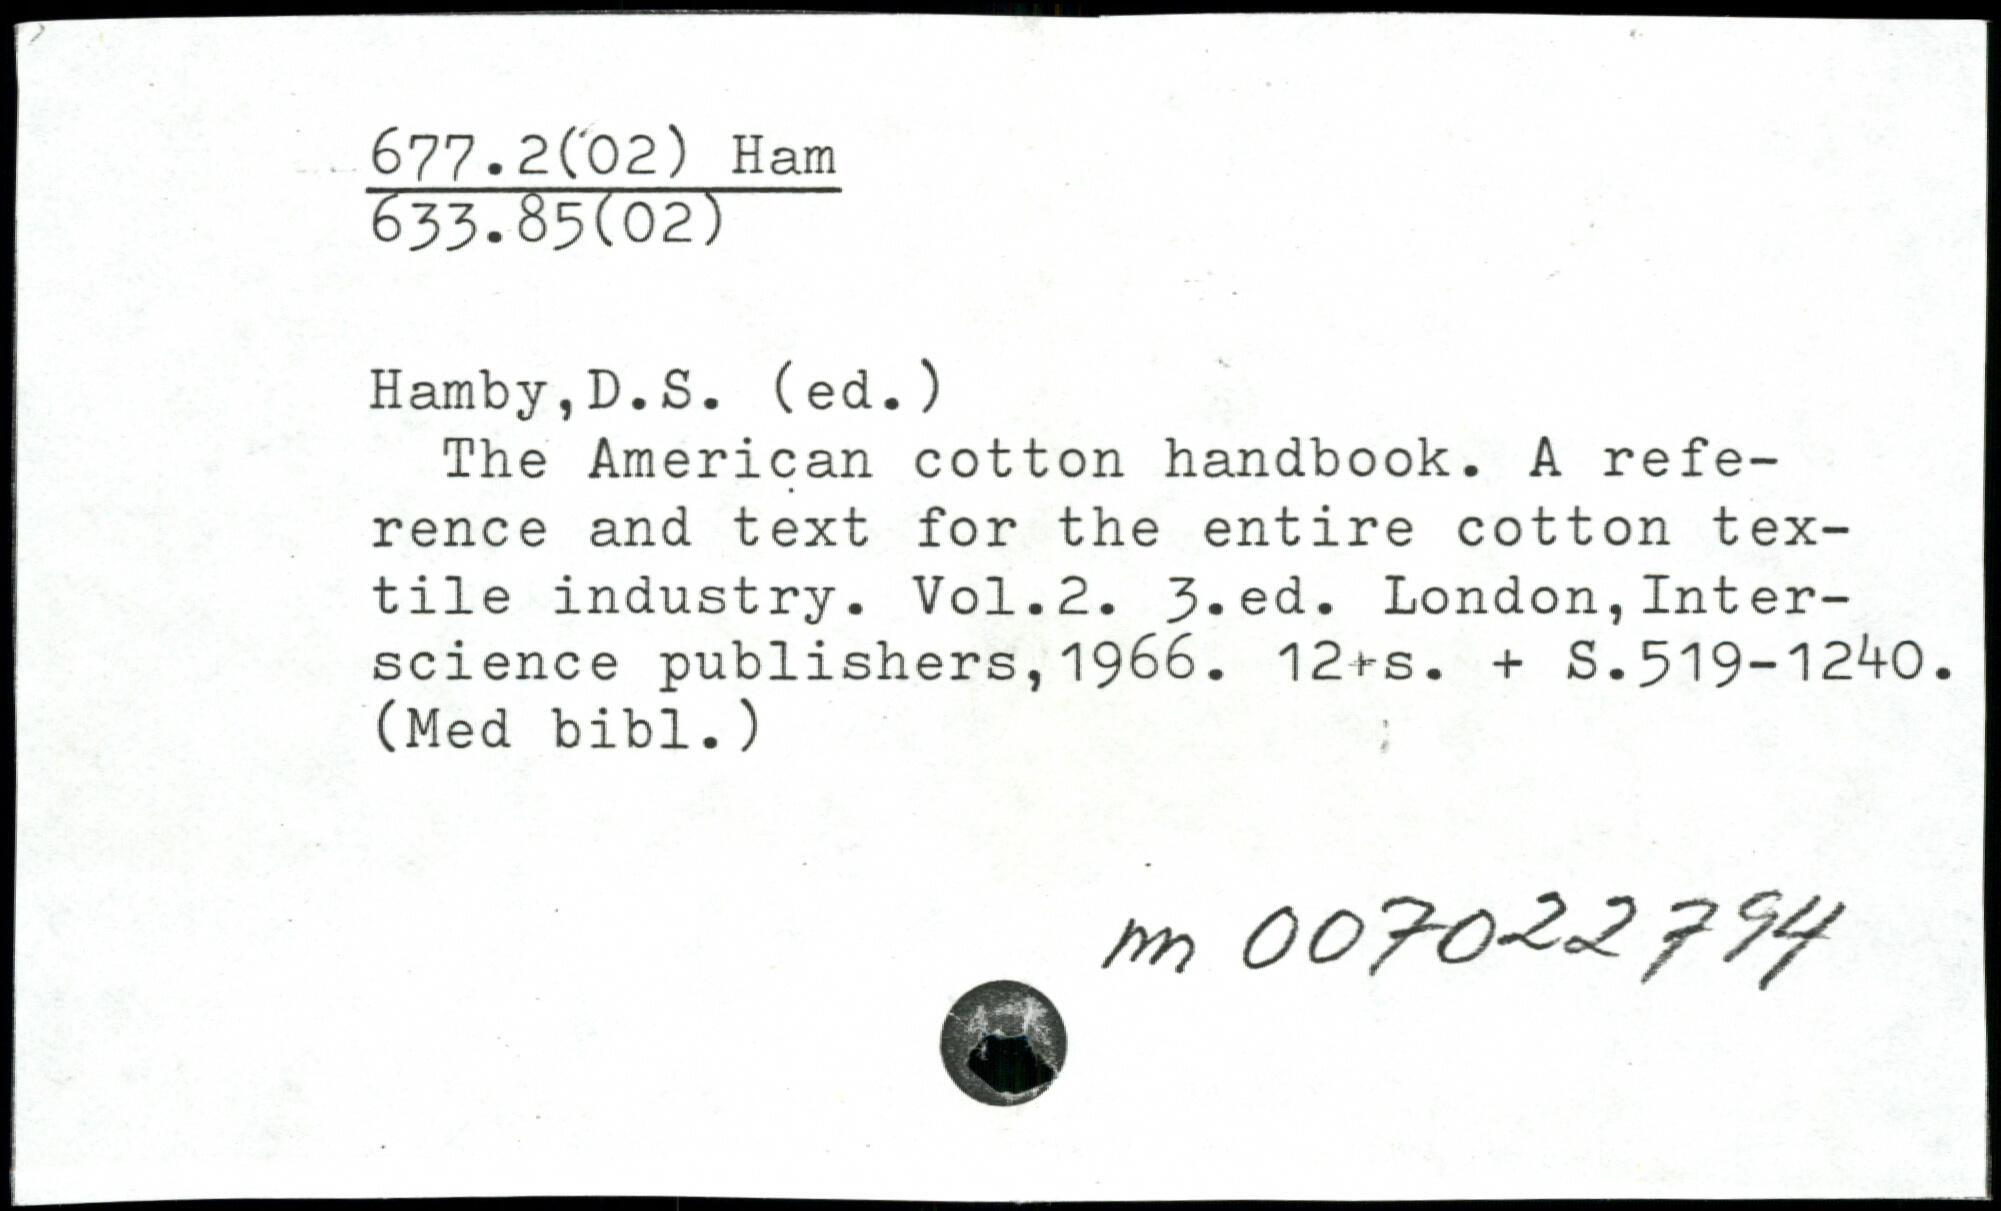 677.2(02) Ham
633.85(02)
Hamby,D.S. (ed.)
The American cotton handbook. A refe-
rence and text for the entire cotton tex-
tile industry. Vol.2. 3.ed. London,Inter-
science publishers,1966. 12+s. + S.519-1240.
(Med bibl.)
m 007022794